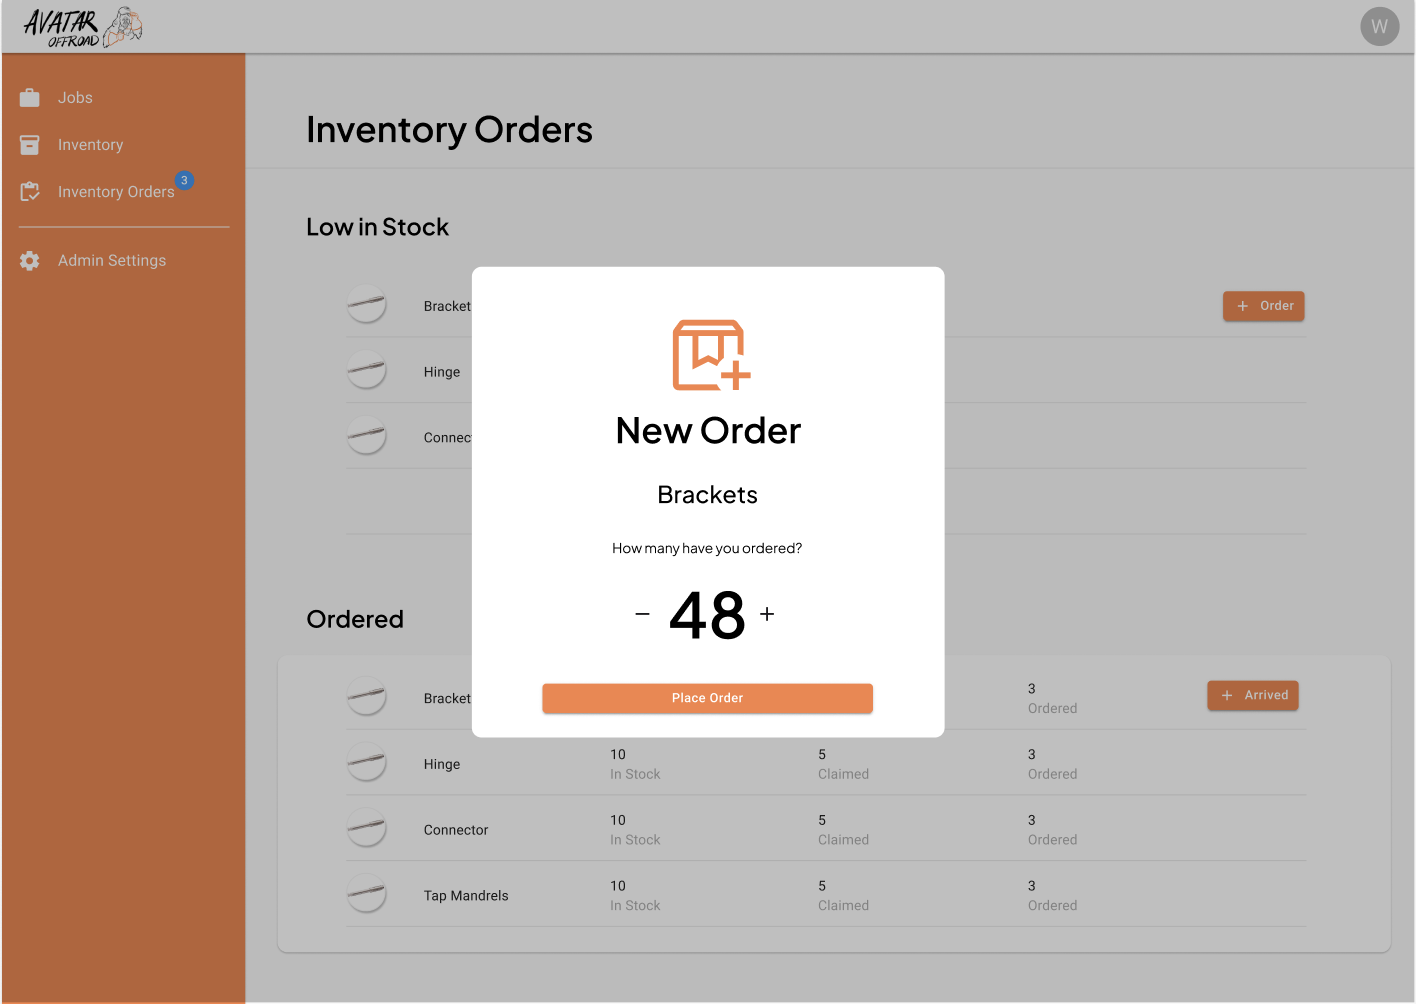 AVATAR
OFFROAD
W
Jobs
Inventory
Inventory Orders 3
Admin Settings
Inventory Orders
Low in Stock
Bracket
+ Order
Hinge
Connec
New Order
Brackets
How many have you ordered?
− 48 +
Place Order
Ordered
Bracket
3
Ordered
+ Arrived
Hinge
10 5 3
In Stock Claimed Ordered
Connector
10 5 3
In Stock Claimed Ordered
Tap Mandrels
10 5 3
In Stock Claimed Ordered